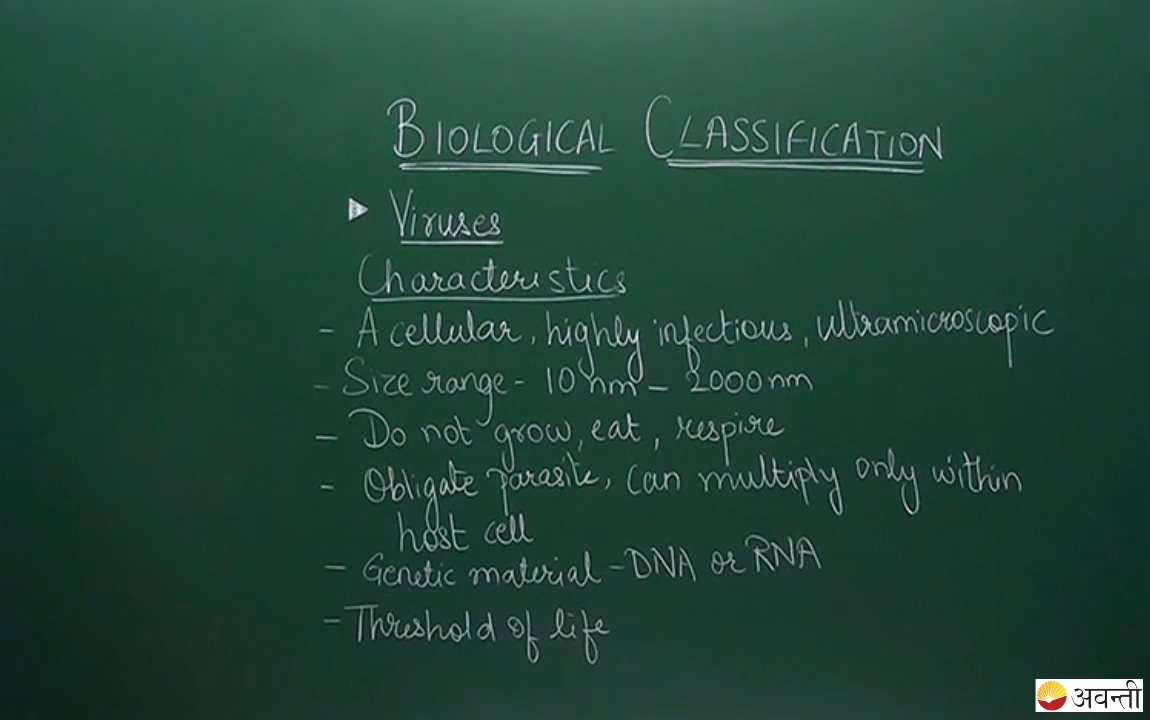 BIOLOGICAL CLASSIFICATION
Viruses
Characteristics
- A cellular, highly infectious, ultramicroscopic
- Size range - 10 nm - 2000 nm
- Do not grow, eat, respire
- Obligate parasite, can multiply only within
host cell
- Genetic material - DNA or RNA
- Threshold of life
अवन्ती